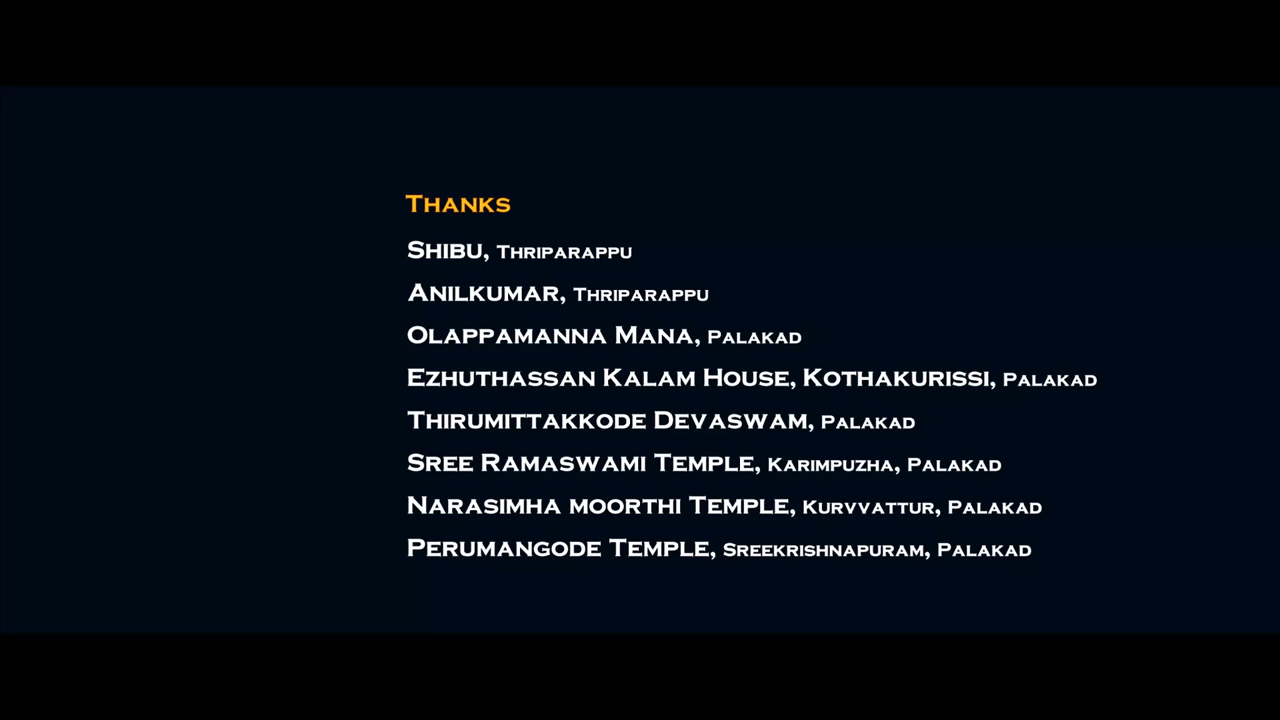 Thanks
Shibu, Thriparappu
Anilkumar, Thriparappu
Olappamanna Mana, Palakad
Ezhuthassan Kalam House, Kothakurissi, Palakad
Thirumittakkode Devaswam, Palakad
Sree Ramaswami Temple, Karimpuzha, Palakad
Narasimha moorthi Temple, Kurvvattur, Palakad
Perumangode Temple, Sreekrishnapuram, Palakad